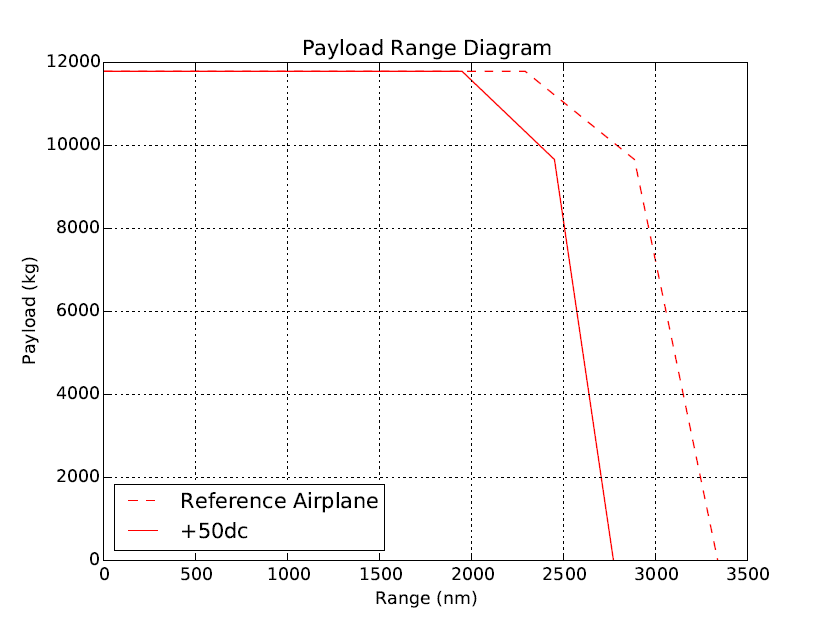 Payload Range Diagram
12000
10000
8000
6000
4000
2000
0
Payload (kg)
Reference Airplane
+50dc
0 500 1000 1500 2000 2500 3000 3500
Range (nm)